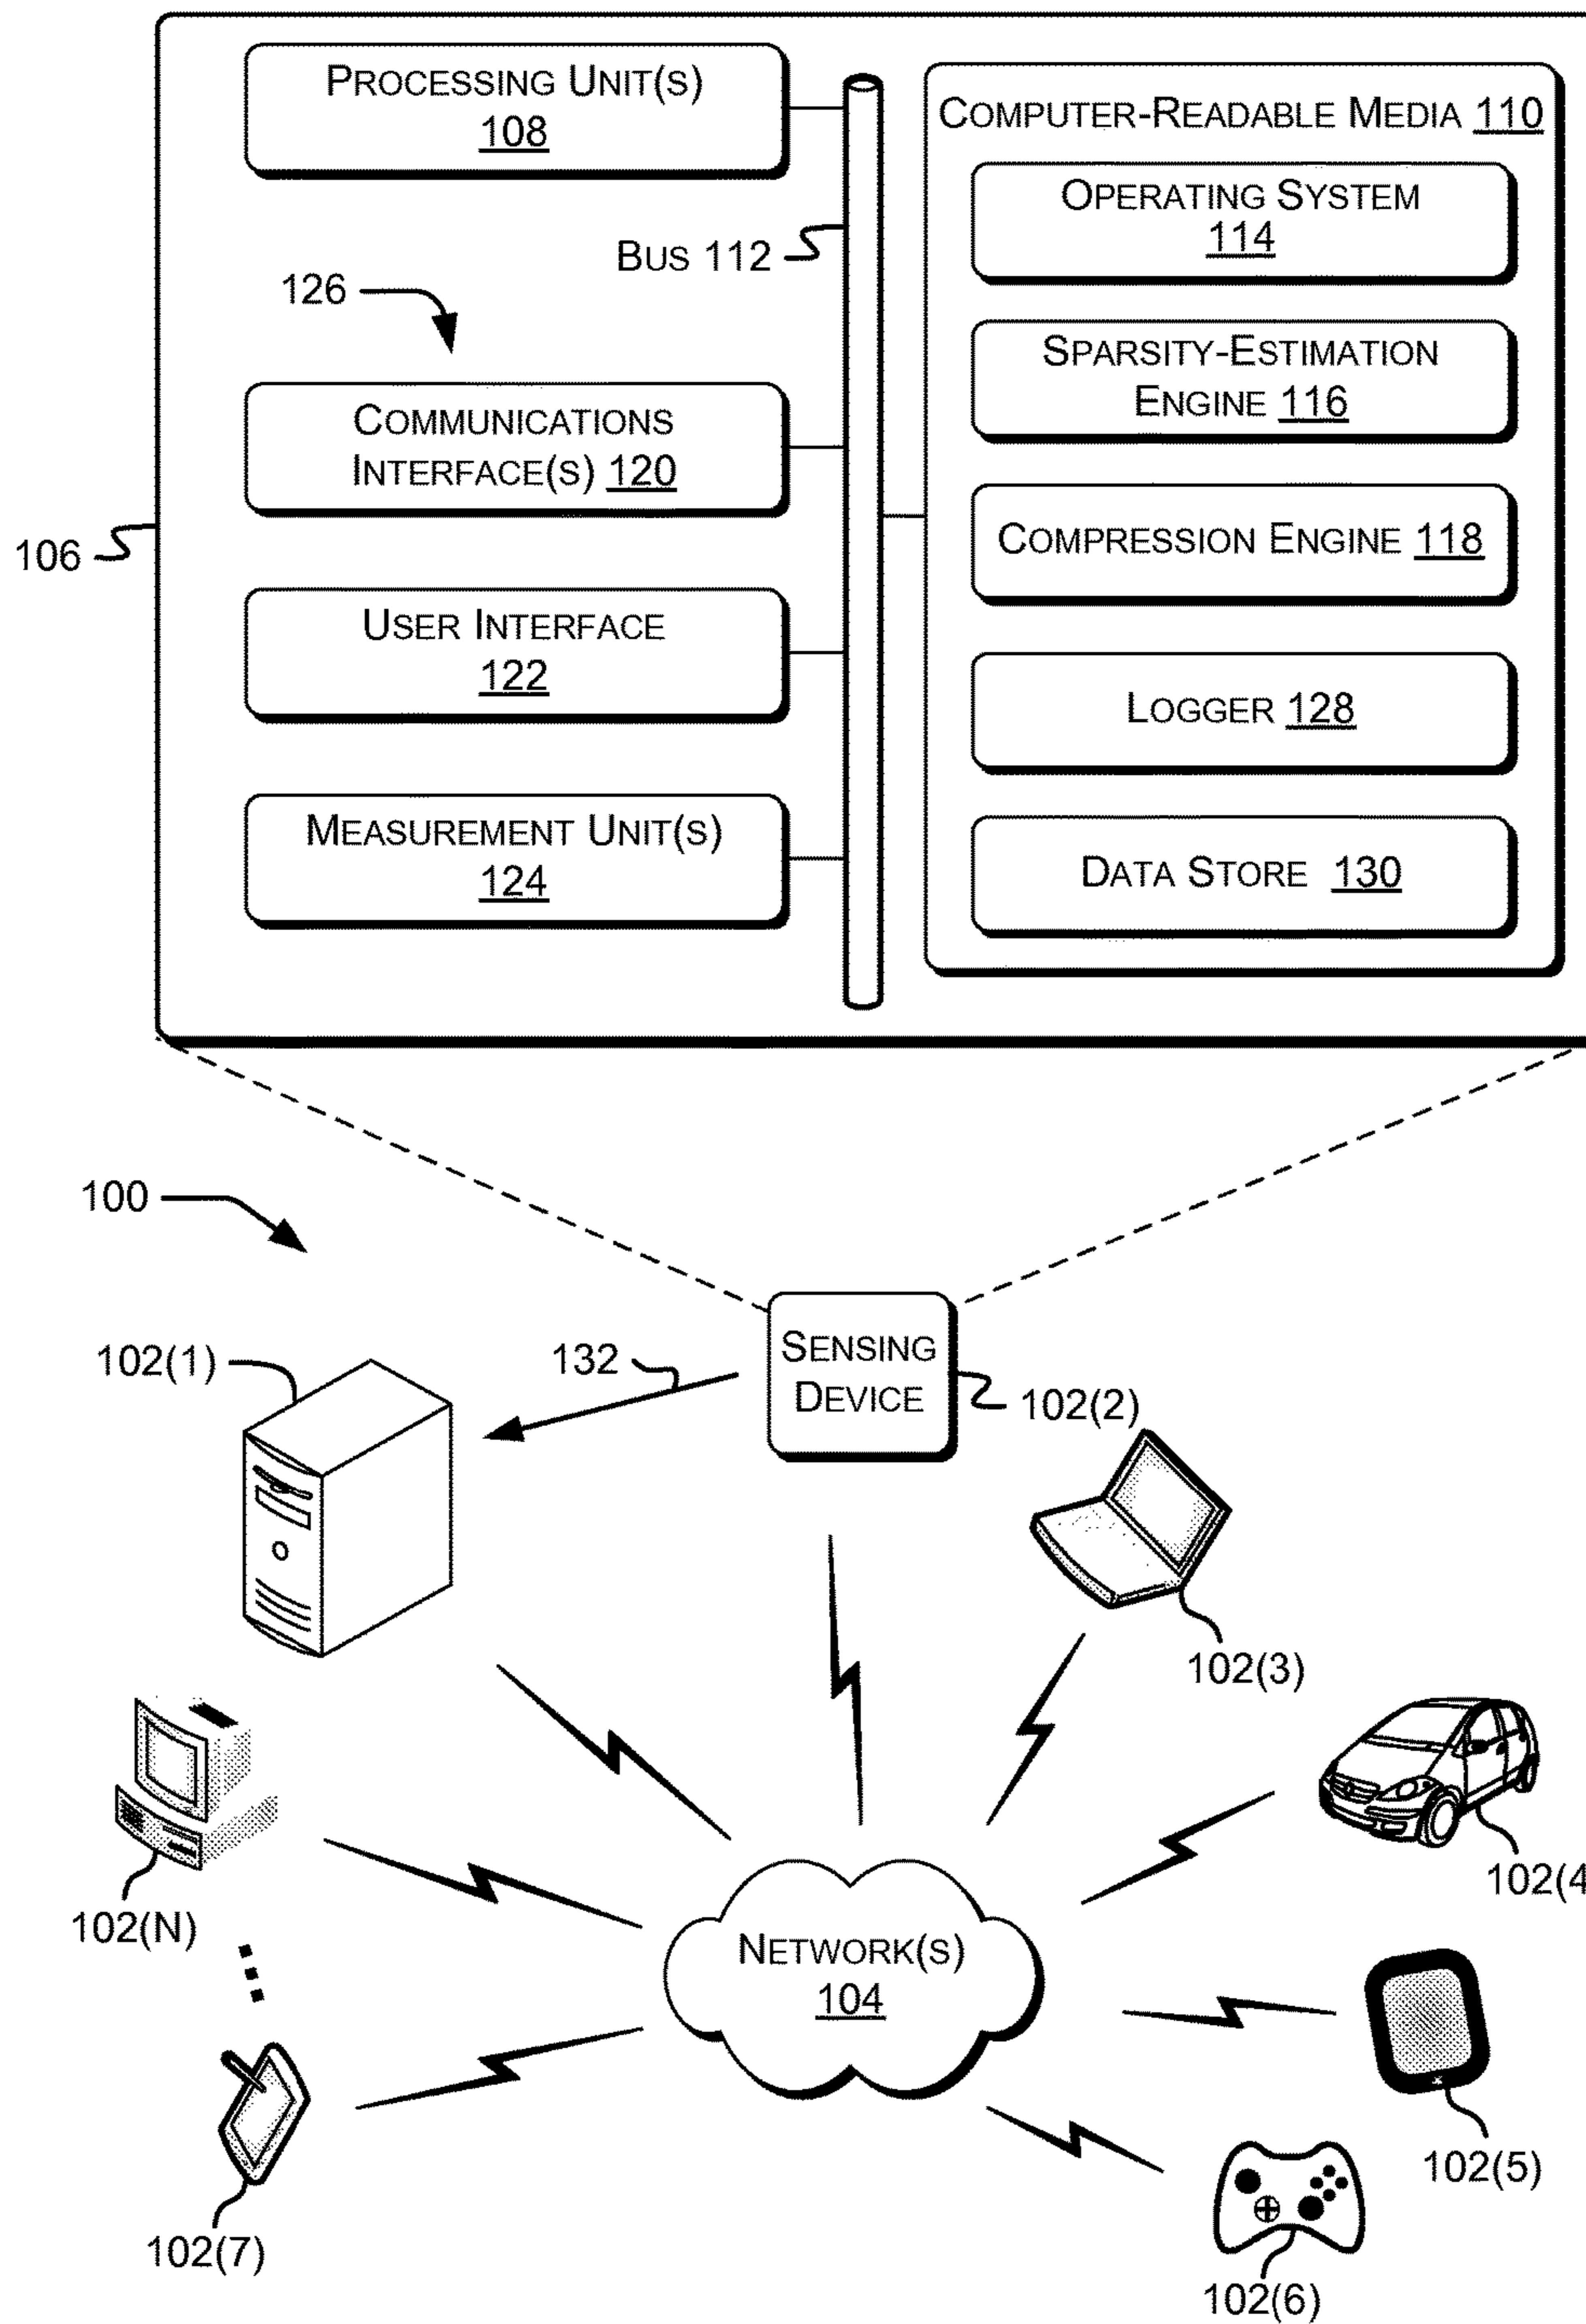 PROCESSING UNIT(S)
108
COMPUTER-READABLE MEDIA 110
OPERATING SYSTEM
114
BUS 112
126
SPARSITY-ESTIMATION
ENGINE 116
COMMUNICATIONS
INTERFACE(S) 120
COMPRESSION ENGINE 118
106
USER INTERFACE
122
LOGGER 128
MEASUREMENT UNIT(S)
124
DATA STORE 130
100
SENSING
DEVICE
102(1)
132
102(2)
102(3)
102(4
102(N)
NETWORK(S)
104
102(5)
102(7)
102(6)